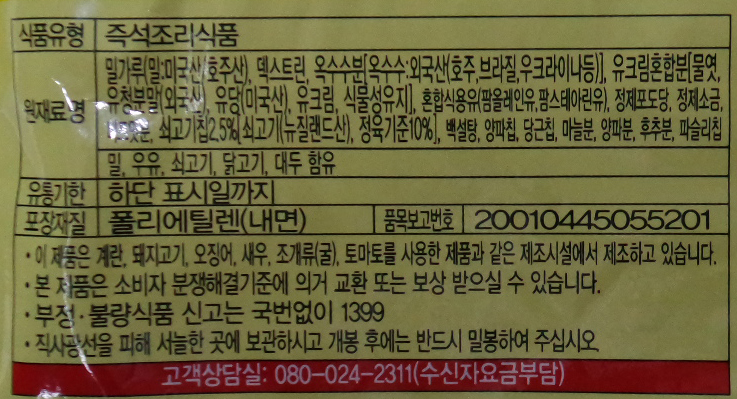 식품유형 즉석조리식품
원재료명 밀가루(밀:미국산(호주산), 덱스트린, 옥수수분[옥수수:외국산(호주,브라질,우크라이나등)], 유크림혼합분[물엿,
유청분말(외국산), 유당(미국산), 유크림, 식물성유지], 혼합식용유(팜올레인유,팜스테아린유), 정제포도당, 정제소금,
쇠고기칩2.5%[쇠고기(뉴질랜드산), 정육기준10%], 백설탕, 양파칩, 당근칩, 마늘분, 양파분, 후추분, 파슬리칩
밀, 우유, 쇠고기, 닭고기, 대두 함유
유통기한 하단 표시일까지
포장재질 폴리에틸렌(내면) 품목보고번호 20010445055201
· 이 제품은 계란, 돼지고기, 오징어, 새우, 조개류(굴), 토마토를 사용한 제품과 같은 제조시설에서 제조하고 있습니다.
· 본 제품은 소비자 분쟁해결기준에 의거 교환 또는 보상 받으실 수 있습니다.
· 부정·불량식품 신고는 국번없이 1399
· 직사광선을 피해 서늘한 곳에 보관하시고 개봉 후에는 반드시 밀봉하여 주십시오.
고객상담실: 080-024-2311(수신자요금부담)